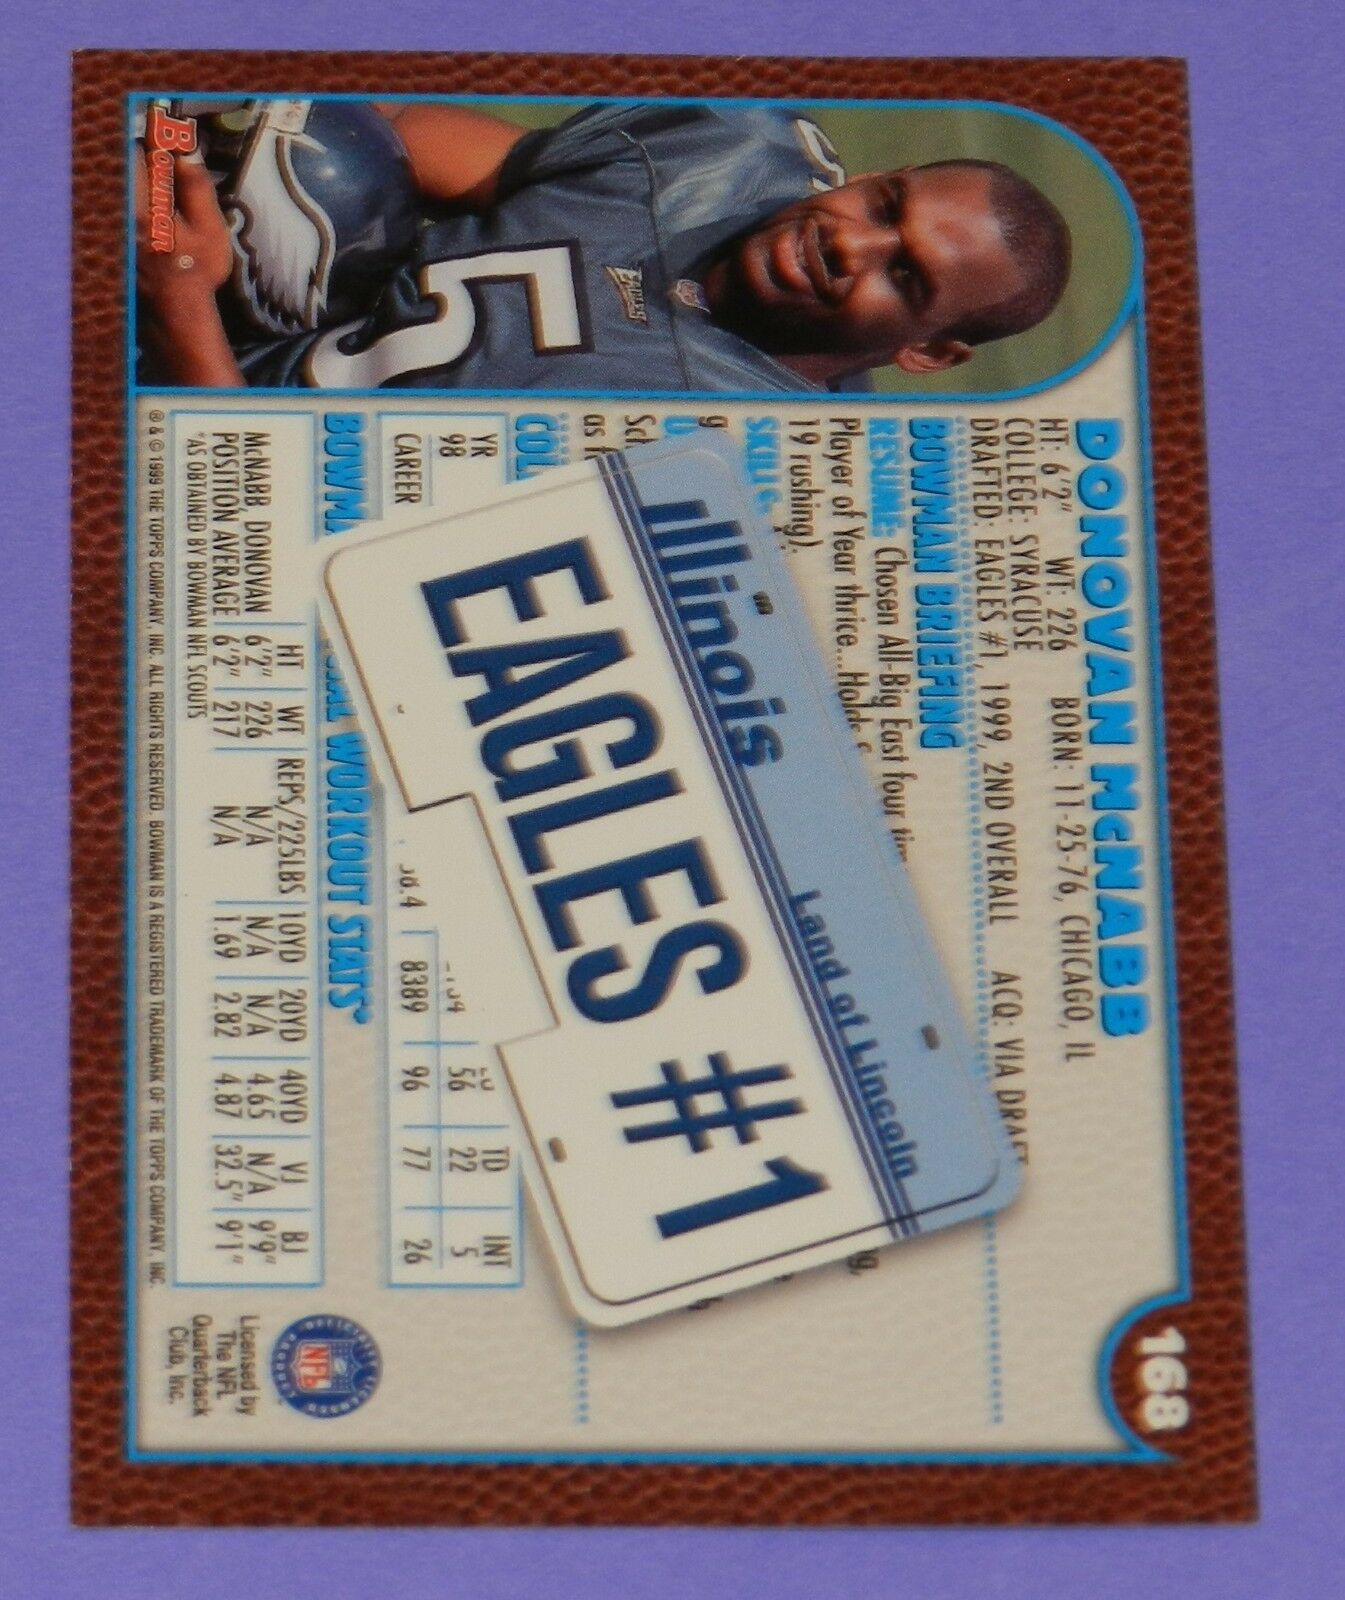 168
DONOVAN McNABB
HT: 6'2" WT: 226 BORN: 11-25-76, CHICAGO, IL
COLLEGE: SYRACUSE
DRAFTED: EAGLES #1, 1999, 2ND OVERALL ACQ: VIA DRAFT
BOWMAN BRIEFING
RESUME: Chosen All-Big East four
Player of Year thrice...Holds
19 rushing).
SKILLS:
Illinois
Land of Lincoln
EAGLES #1
YR TD INT
98 56 22 5
CAREER 8389 96 77 26
WORKOUT STATS*
HT WT REPS/225LBS 10YD 20YD 40YD VJ BJ
McNABB, DONOVAN 6'2" 226 N/A N/A N/A 4.65 N/A 9'9"
POSITION AVERAGE 6'2" 217 N/A 1.69 2.82 4.87 32.5" 9'1"
*AS OBTAINED BY BOWMAN NFL SCOUTS
® & © 1999 THE TOPPS COMPANY, INC. ALL RIGHTS RESERVED. BOWMAN IS A REGISTERED TRADEMARK OF THE TOPPS COMPANY, INC.
Bowman ®
5
EAGLES
NFL
Licensed by
The NFL
Quarterback
Club, Inc.